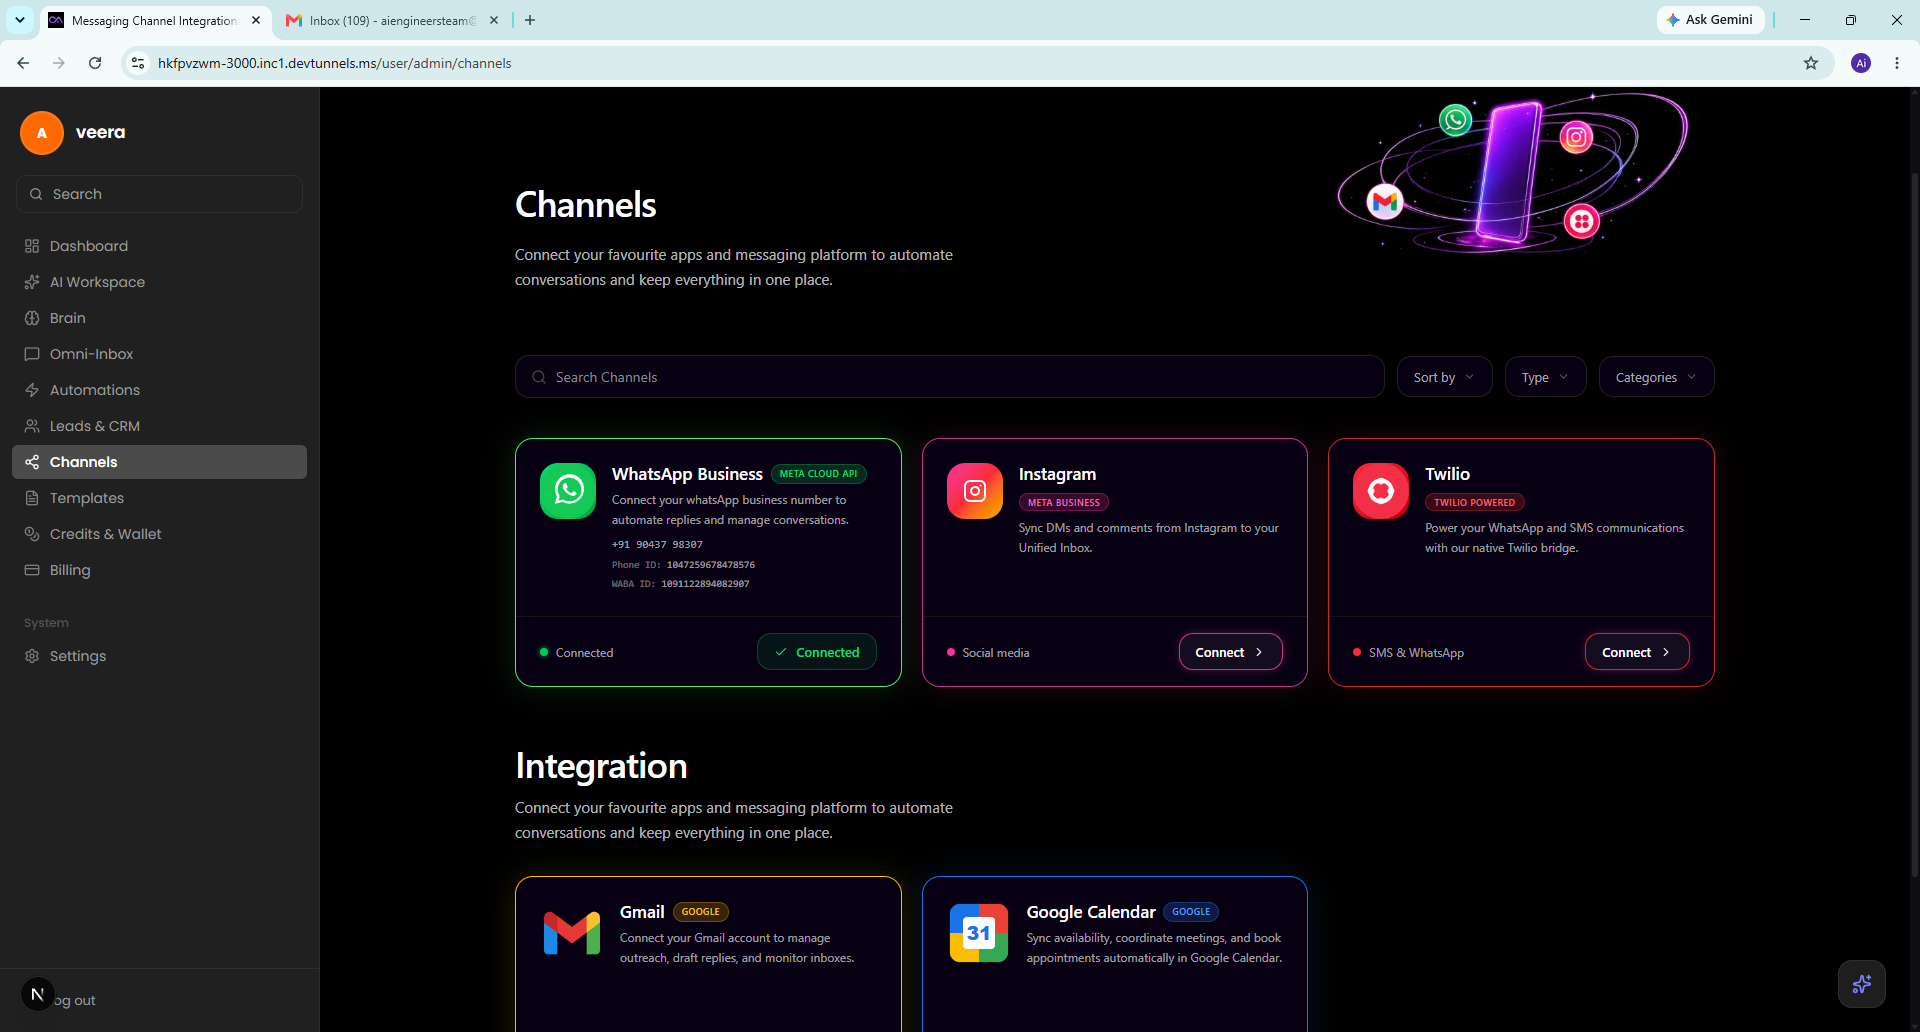 Messaging Channel Integration
Inbox (109) - aiengineersteam@
Ask Gemini
hkfpvzwm-3000.inc1.devtunnels.ms/user/admin/channels
Ai
A
veera
Search
Dashboard
AI Workspace
Brain
Omni-Inbox
Automations
Leads & CRM
Channels
Templates
Credits & Wallet
Billing
System
Settings
N
og out
Channels
Connect your favourite apps and messaging platform to automate
conversations and keep everything in one place.
Search Channels
Sort by
Type
Categories
WhatsApp Business META CLOUD API
Connect your whatsApp business number to
automate replies and manage conversations.
+91 90437 98307
Phone ID: 1047259678478576
WABA ID: 1091122894082907
Connected
Connected
Instagram
META BUSINESS
Sync DMs and comments from Instagram to your
Unified Inbox.
Social media
Connect
Twilio
TWILIO POWERED
Power your WhatsApp and SMS communications
with our native Twilio bridge.
SMS & WhatsApp
Connect
Integration
Connect your favourite apps and messaging platform to automate
conversations and keep everything in one place.
Gmail GOOGLE
Connect your Gmail account to manage
outreach, draft replies, and monitor inboxes.
31
Google Calendar GOOGLE
Sync availability, coordinate meetings, and book
appointments automatically in Google Calendar.